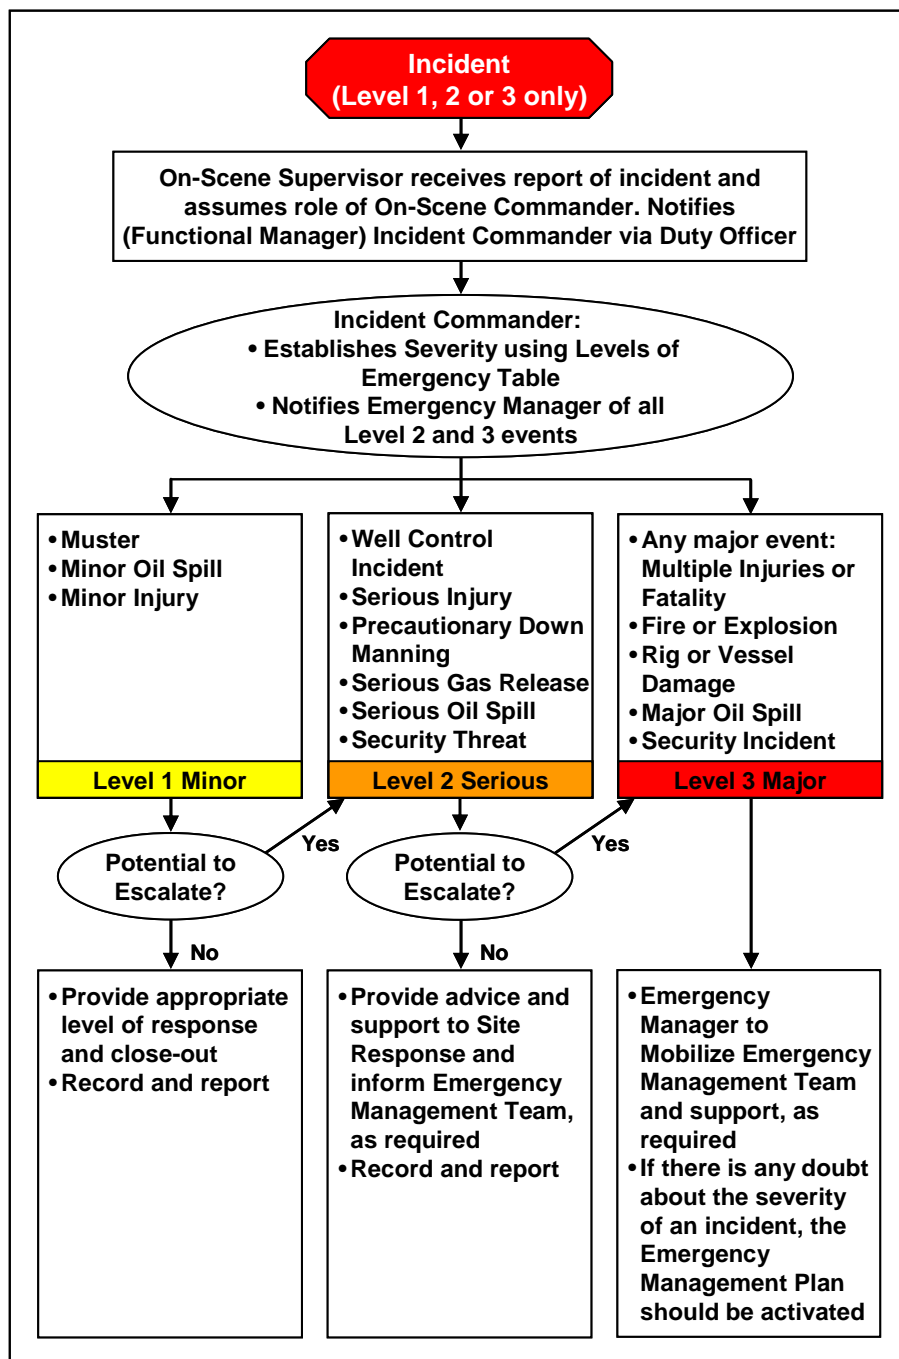 Incident
(Level 1, 2 or 3 only)
On-Scene Supervisor receives report of incident and
assumes role of On-Scene Commander. Notifies
(Functional Manager) Incident Commander via Duty Officer
Incident Commander:
• Establishes Severity using Levels of
Emergency Table
• Notifies Emergency Manager of all
Level 2 and 3 events
• Muster
• Minor Oil Spill
• Minor Injury
Level 1 Minor
• Well Control
Incident
• Serious Injury
• Precautionary Down
Manning
• Serious Gas Release
• Serious Oil Spill
• Security Threat
Level 2 Serious
• Any major event:
Multiple Injuries or
Fatality
• Fire or Explosion
• Rig or Vessel
Damage
• Major Oil Spill
• Security Incident
Level 3 Major
Potential to
Escalate?
Yes
No
Potential to
Escalate?
Yes
No
• Provide appropriate
level of response
and close-out
• Record and report
• Provide advice and
support to Site
Response and
inform Emergency
Management Team,
as required
• Record and report
• Emergency
Manager to
Mobilize Emergency
Management Team
and support, as
required
• If there is any doubt
about the severity
of an incident, the
Emergency
Management Plan
should be activated